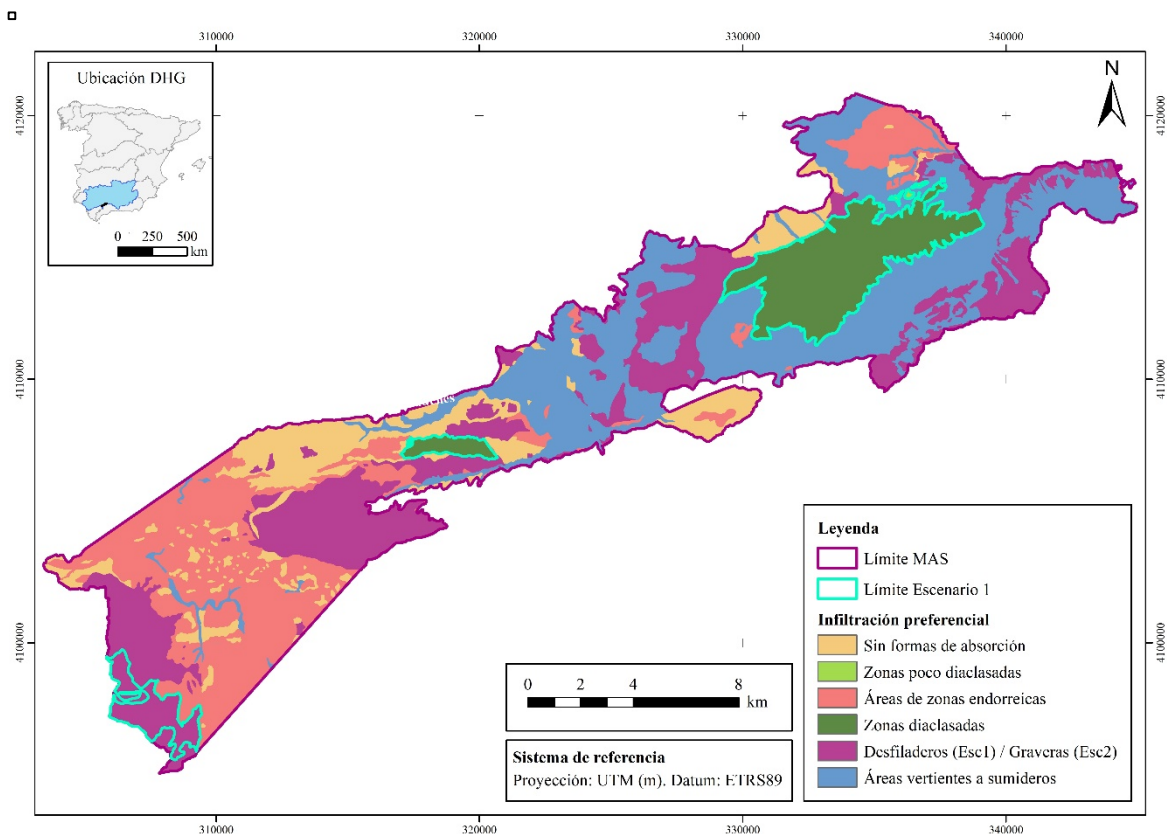 310000
320000
330000
340000
Ubicación DHG
0 250 500
km
N
4120000
4120000
4110000
4110000
4100000
4100000
Leyenda
Límite MAS
Límite Escenario 1
Infiltración preferencial
Sin formas de absorción
Zonas poco diaclasadas
Áreas de zonas endorreicas
Zonas diaclasadas
Desfiladeros (Esc1) / Graveras (Esc2)
Áreas vertientes a sumideros
0 2 4 8
km
Sistema de referencia
Proyección: UTM (m). Datum: ETRS89
310000
320000
330000
340000